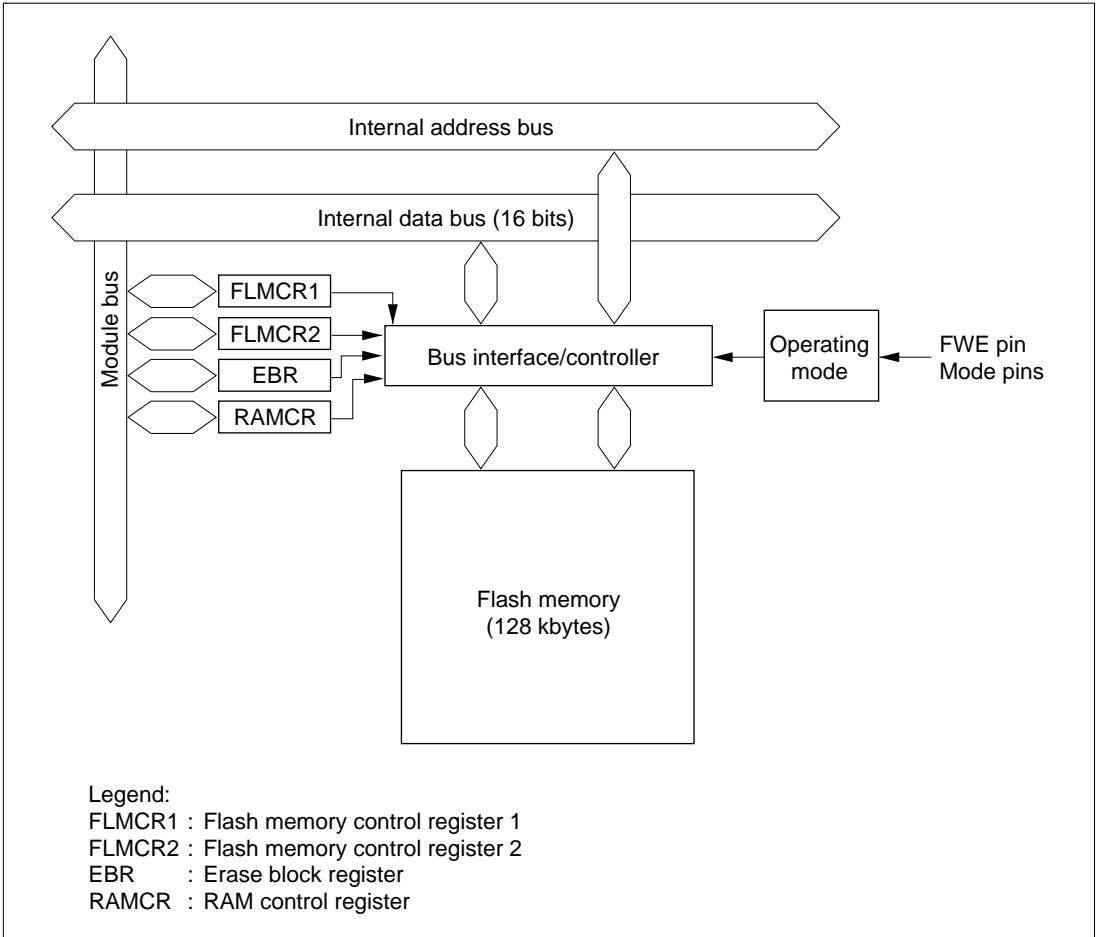 Internal address bus
Internal data bus (16 bits)
Module bus
FLMCR1
FLMCR2
EBR
RAMCR
Bus interface/controller
Operating
mode
FWE pin
Mode pins
Flash memory
(128 kbytes)
Legend:
FLMCR1 : Flash memory control register 1
FLMCR2 : Flash memory control register 2
EBR : Erase block register
RAMCR : RAM control register